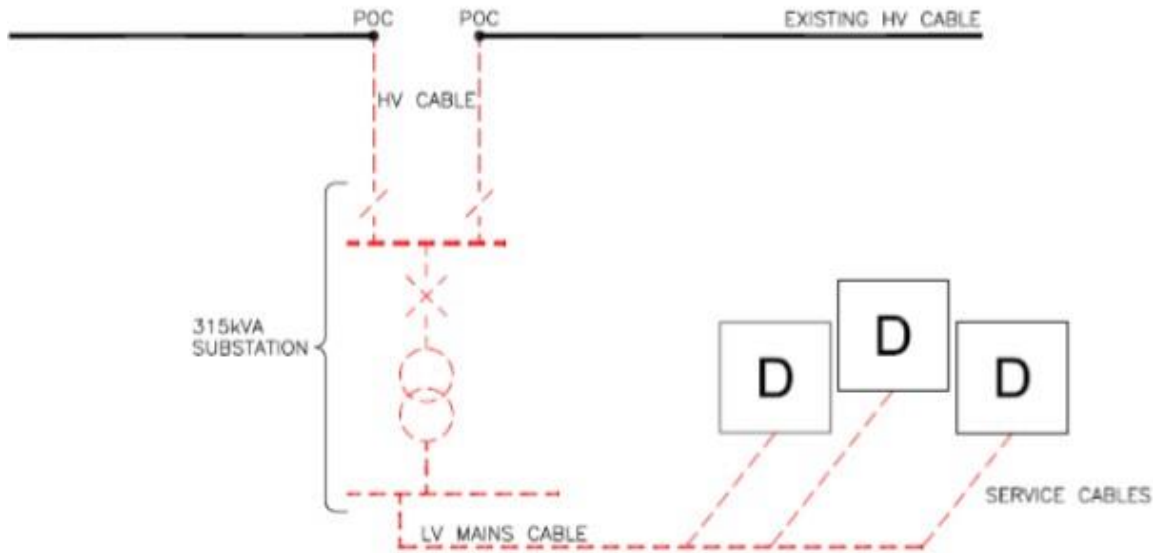 POC POC EXISTING HV CABLE
HV CABLE
315kVA
SUBSTATION
D D D
SERVICE CABLES
LV MAINS CABLE